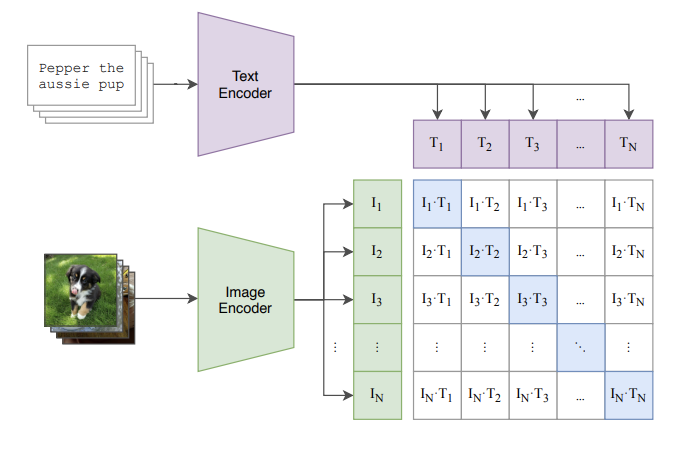 Pepper the
aussie pup
Text
Encoder
...
T1 T2 T3 ... TN
I1 I1·T1 I1·T2 I1·T3 ... I1·TN
I2 I2·T1 I2·T2 I2·T3 ... I2·TN
Image
Encoder
I3 I3·T1 I3·T2 I3·T3 ... I3·TN
⋮ ⋮ ⋮ ⋮ ⋮ ⋱ ⋮
IN IN·T1 IN·T2 IN·T3 ... IN·TN